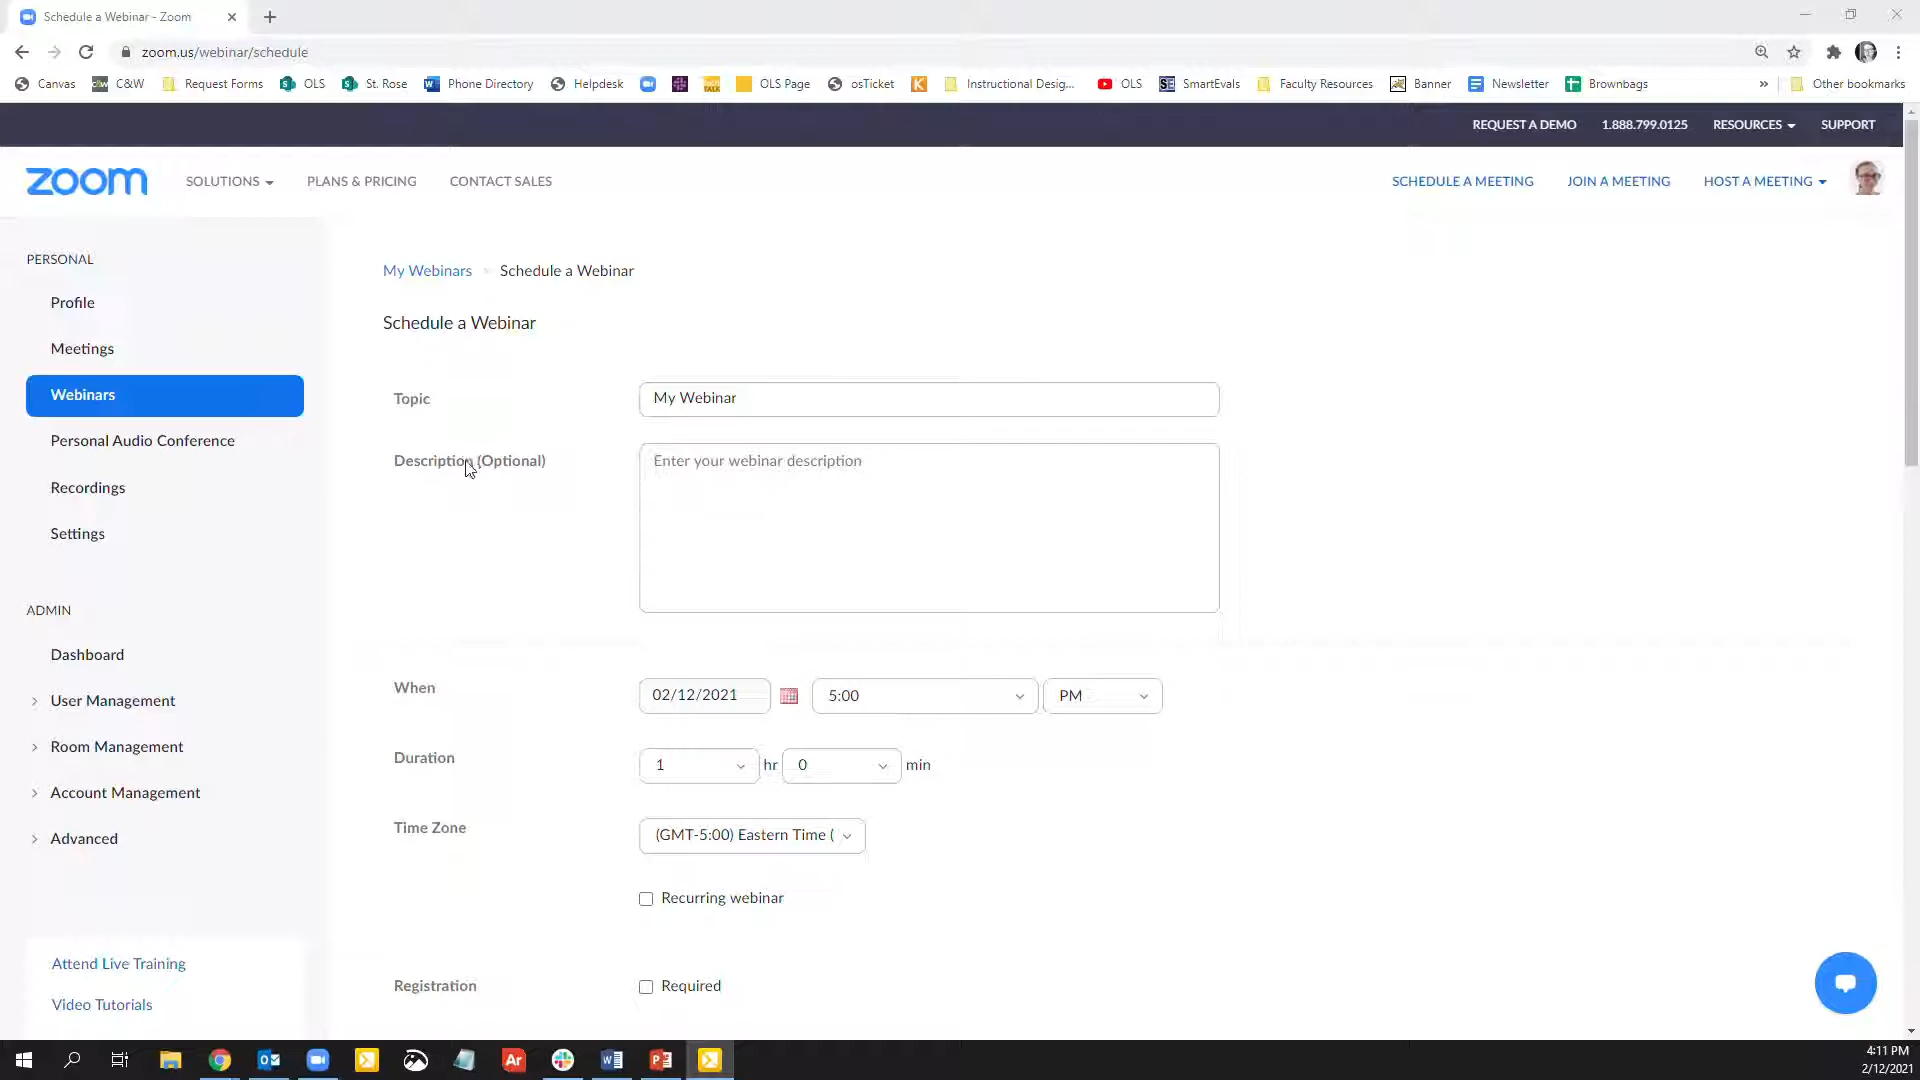 Schedule a Webinar - Zoom
zoom.us/webinar/schedule
Canvas C&W Request Forms OLS St. Rose Phone Directory Helpdesk OLS Page osTicket Instructional Desig... OLS SmartEvals Faculty Resources Banner Newsletter Brownbags » Other bookmarks
REQUEST A DEMO 1.888.799.0125 RESOURCES SUPPORT
zoom SOLUTIONS PLANS & PRICING CONTACT SALES SCHEDULE A MEETING JOIN A MEETING HOST A MEETING
PERSONAL
Profile
Meetings
Webinars
Personal Audio Conference
Recordings
Settings
ADMIN
Dashboard
User Management
Room Management
Account Management
Advanced
Attend Live Training
Video Tutorials
My Webinars Schedule a Webinar
Schedule a Webinar
Topic My Webinar
Description (Optional) Enter your webinar description
When 02/12/2021 5:00 PM
Duration 1 hr 0 min
Time Zone (GMT-5:00) Eastern Time (
Recurring webinar
Registration Required
4:11 PM
2/12/2021